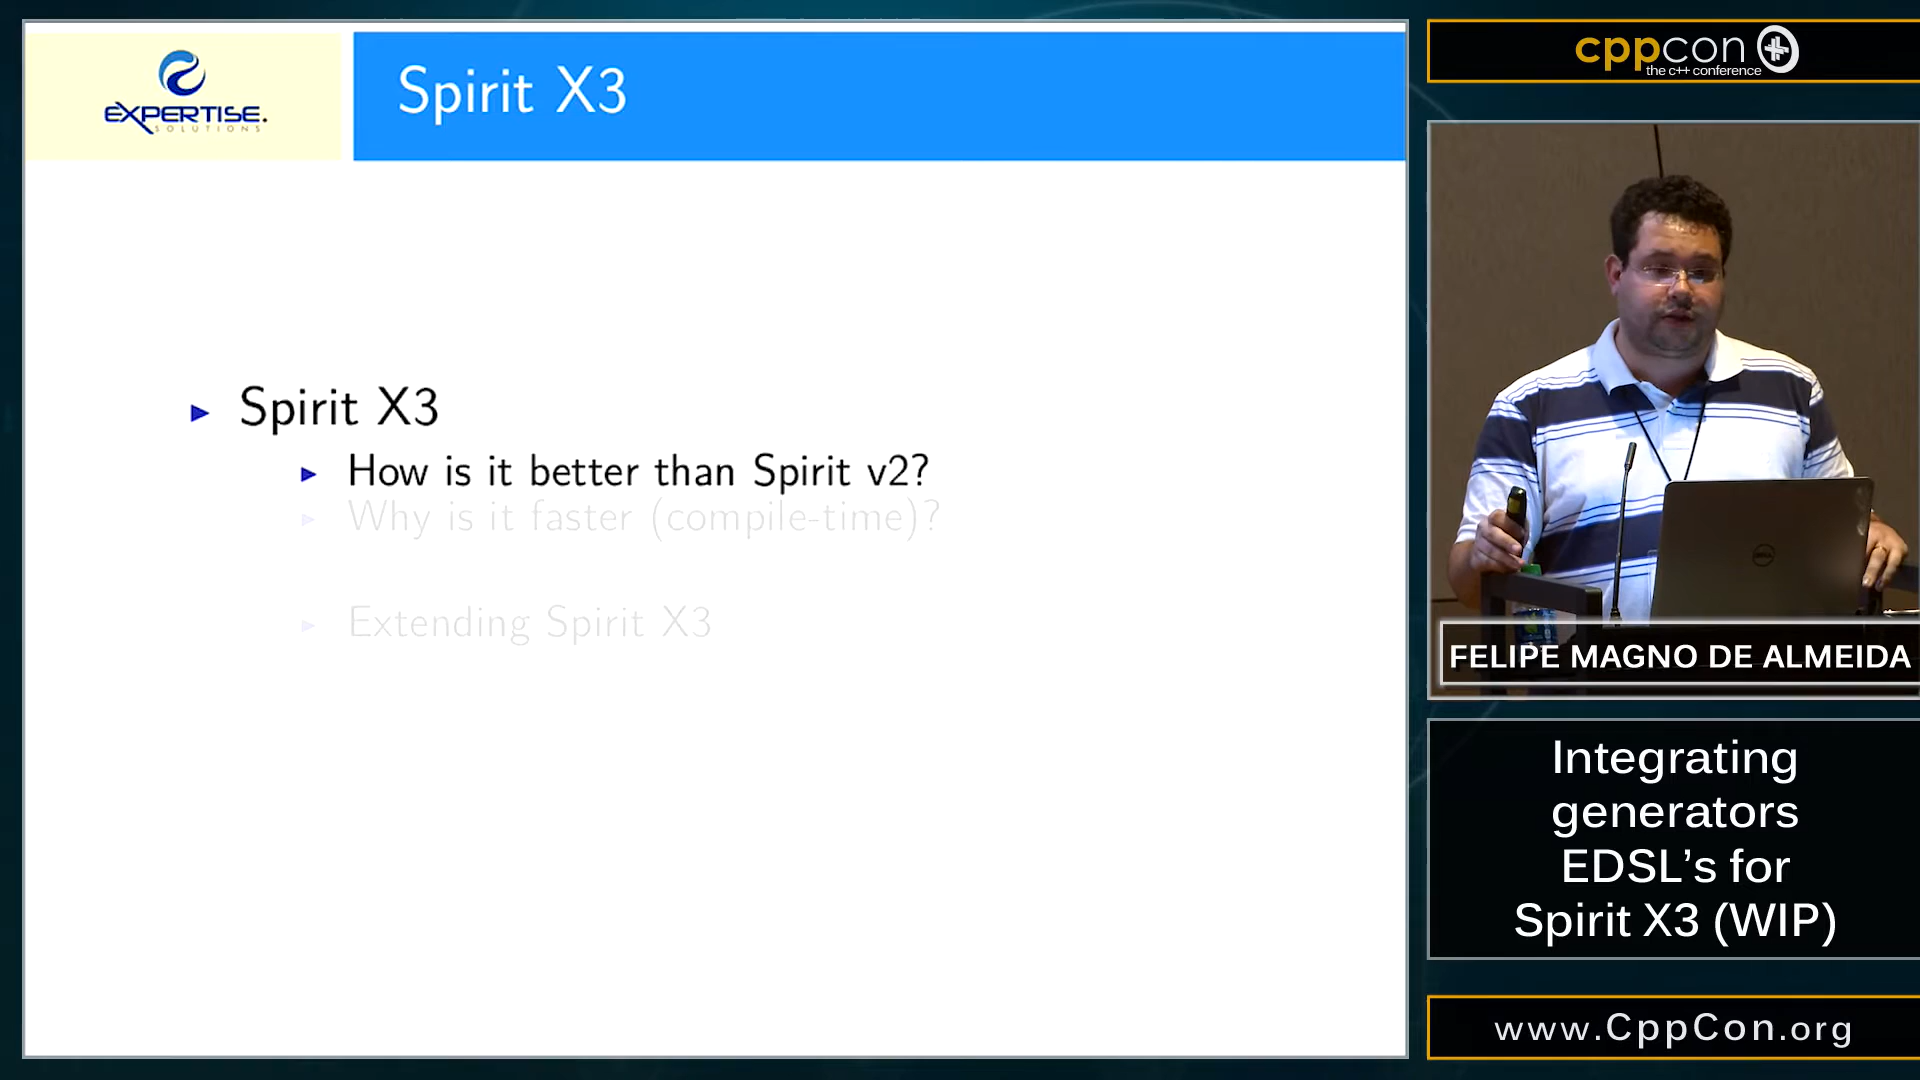 EXPERTISE.
SOLUTIONS
Spirit X3
Spirit X3
How is it better than Spirit v2?
Why is it faster (compile-time)?
Extending Spirit X3
cppcon
the c++ conference
DELL
FELIPE MAGNO DE ALMEIDA
Integrating
generators
EDSL’s for
Spirit X3 (WIP)
www.CppCon.org